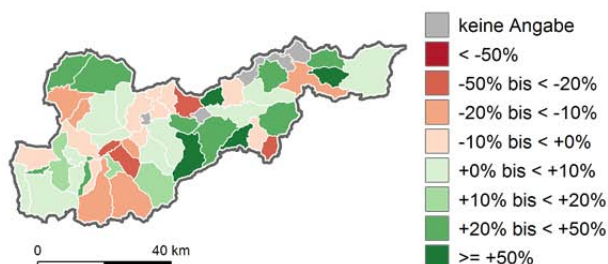 keine Angabe
< -50%
-50% bis < -20%
-20% bis < -10%
-10% bis < +0%
+0% bis < +10%
+10% bis < +20%
+20% bis < +50%
>= +50%
0 40 km